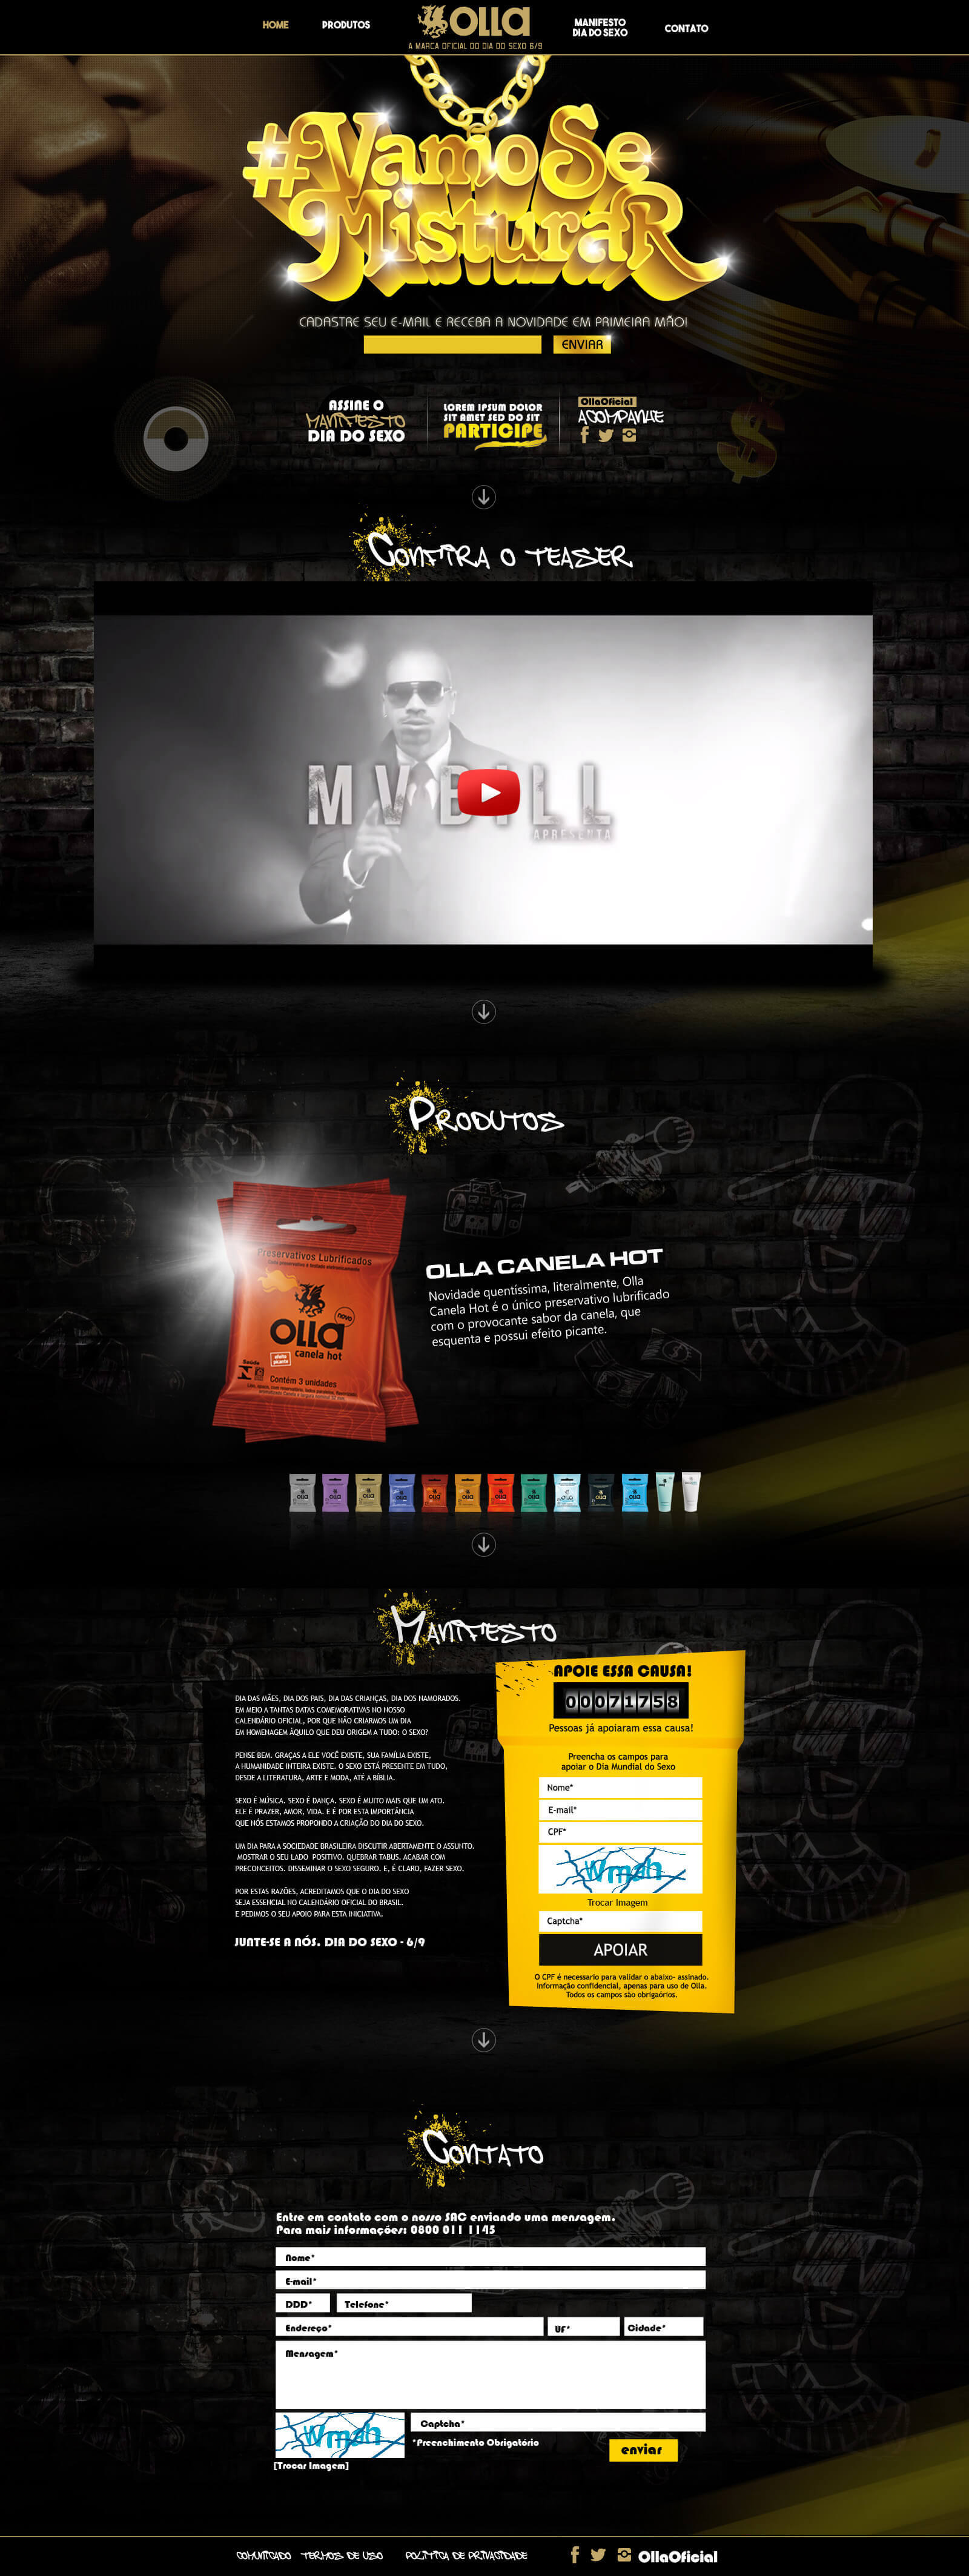 HOME
PRODUTOS
OLLA
A MARCA OFICIAL DO DIA DO SEXO 6/9
MANIFESTO
DIA DO SEXO
CONTATO
#VamoSe
MisturaR
CADASTRE SEU E-MAIL E RECEBA A NOVIDADE EM PRIMEIRA MÃO!
ENVIAR
ASSINE O
MANIFESTO
DIA DO SEXO
LOREM IPSUM DOLOR
SIT AMET SED DO SIT
PARTICIPE
OllaOficial
ACOMPANHE
CONFIRA O TEASER
MV BILL
APRESENTA
PRODUTOS
Preservativos Lubrificados
novo
Olla
canela hot
efeito
picante
Saúde
Contém 3 unidades
OLLA CANELA HOT
Novidade quentíssima, literalmente, Olla
Canela Hot é o único preservativo lubrificado
com o provocante sabor da canela, que
esquenta e possui efeito picante.
MANIFESTO
DIA DAS MÃES, DIA DOS PAIS, DIA DAS CRIANÇAS, DIA DOS NAMORADOS.
EM MEIO A TANTAS DATAS COMEMORATIVAS NO NOSSO
CALENDÁRIO OFICIAL, POR QUE NÃO CRIARMOS UM DIA
EM HOMENAGEM ÀQUILO QUE DEU ORIGEM A TUDO: O SEXO?
PENSE BEM. GRAÇAS A ELE VOCÊ EXISTE, SUA FAMÍLIA EXISTE,
A HUMANIDADE INTEIRA EXISTE. O SEXO ESTÁ PRESENTE EM TUDO,
DESDE A LITERATURA, ARTE E MODA, ATÉ A BÍBLIA.
SEXO É MÚSICA. SEXO É DANÇA. SEXO É MUITO MAIS QUE UM ATO.
ELE É PRAZER, AMOR, VIDA. E É POR ESTA IMPORTÂNCIA
QUE NÓS ESTAMOS PROPONDO A CRIAÇÃO DO DIA DO SEXO.
UM DIA PARA A SOCIEDADE BRASILEIRA DISCUTIR ABERTAMENTE O ASSUNTO.
MOSTRAR O SEU LADO POSITIVO. QUEBRAR TABUS. ACABAR COM
PRECONCEITOS. DISSEMINAR O SEXO SEGURO. E, É CLARO, FAZER SEXO.
POR ESTAS RAZÕES, ACREDITAMOS QUE O DIA DO SEXO
SEJA ESSENCIAL NO CALENDÁRIO OFICIAL DO BRASIL.
E PEDIMOS O SEU APOIO PARA ESTA INICIATIVA.
JUNTE-SE A NÓS. DIA DO SEXO - 6/9
APOIE ESSA CAUSA!
00071758
Pessoas já apoiaram essa causa!
Preencha os campos para
apoiar o Dia Mundial do Sexo
Nome*
E-mail*
CPF*
Wmah
Trocar Imagem
Captcha*
APOIAR
O CPF é necessario para validar o abaixo- assinado.
Informação confidencial, apenas para uso de Olla.
Todos os campos são obrigaórios.
CONTATO
Entre em contato com o nosso SAC enviando uma mensagem.
Para mais informações: 0800 011 1145
Nome*
E-mail*
DDD*
Telefone*
Endereço*
UF*
Cidade*
Mensagem*
Wmah
Captcha*
*Preenchimento Obrigatório
enviar
[Trocar Imagem]
COMUNICADO
TERMOS DE USO
POLITICA DE PRIVACIDADE
OllaOficial